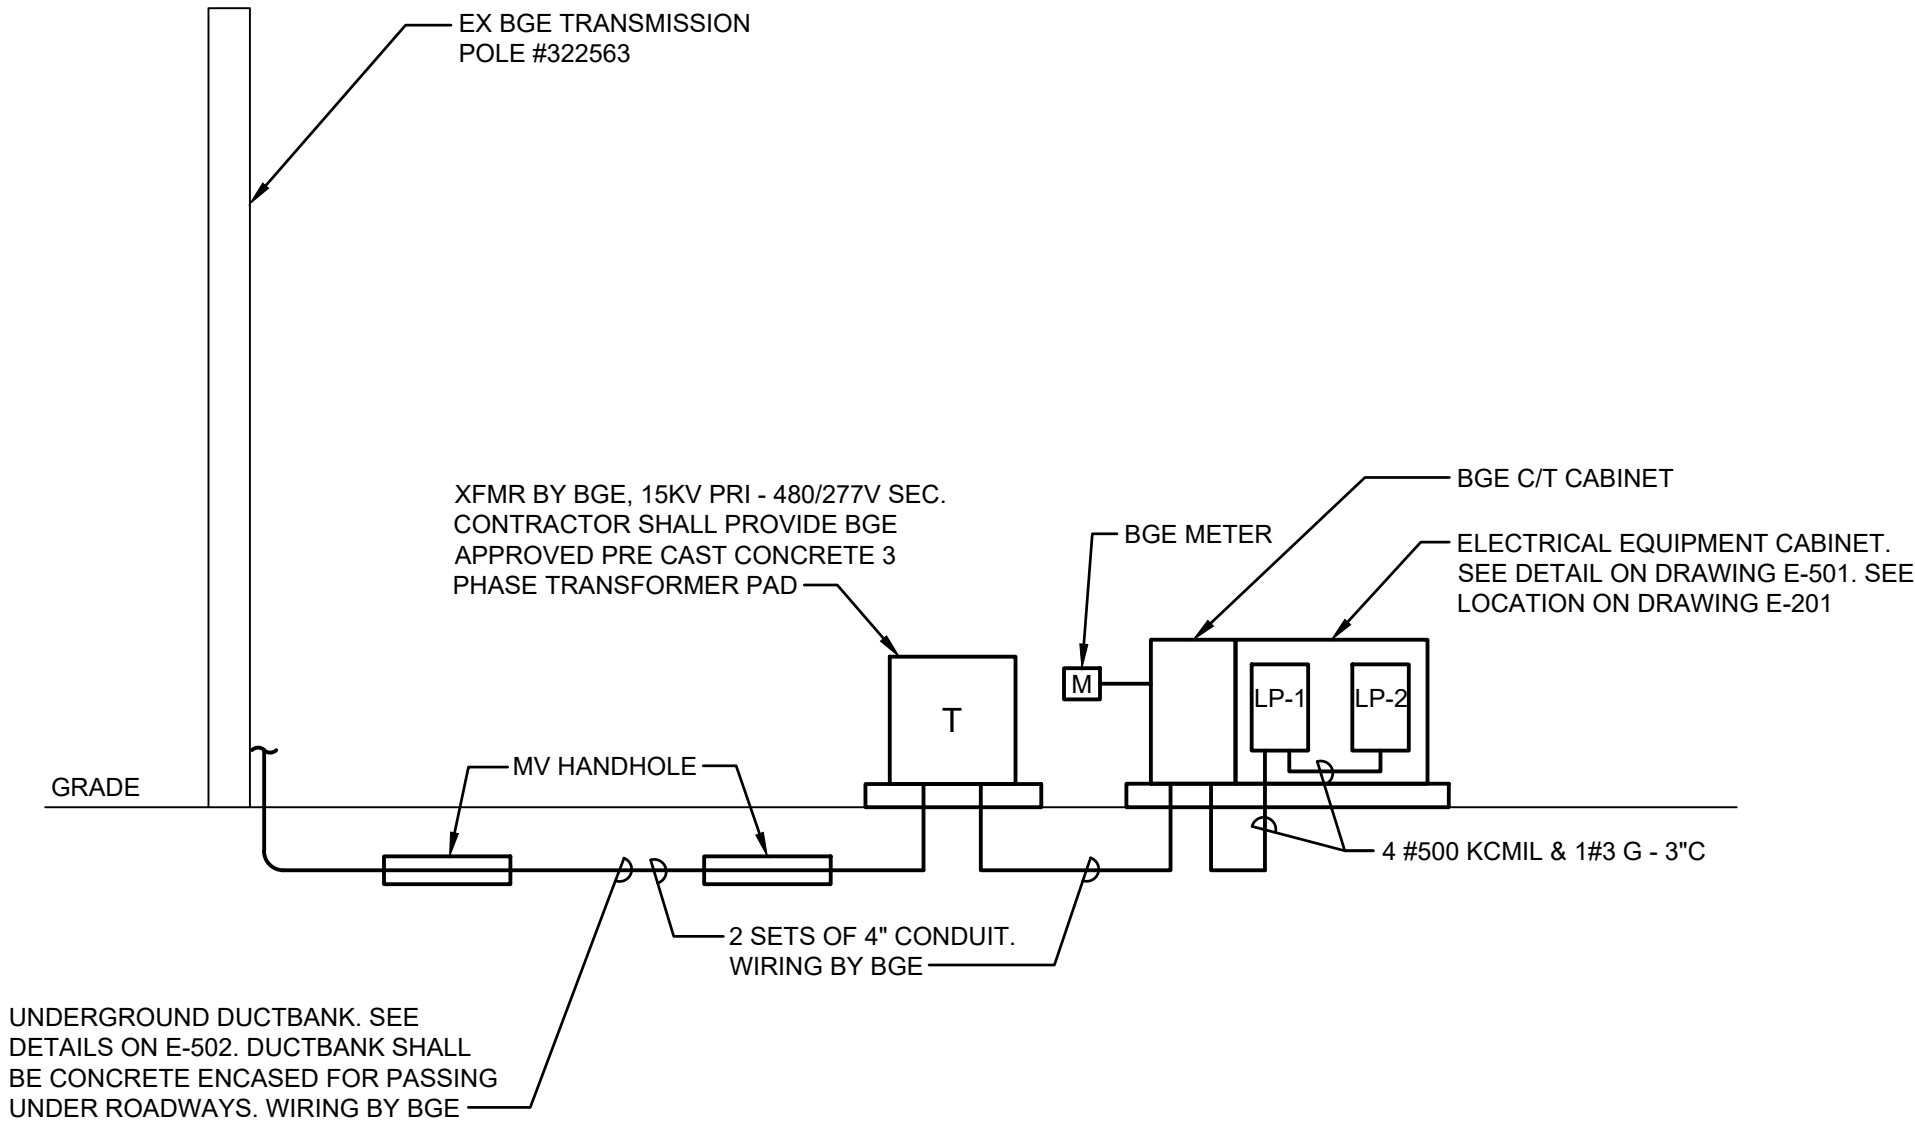 EX BGE TRANSMISSION
POLE #322563
XFMR BY BGE, 15KV PRI - 480/277V SEC.
CONTRACTOR SHALL PROVIDE BGE
APPROVED PRE CAST CONCRETE 3
PHASE TRANSFORMER PAD
BGE METER
BGE C/T CABINET
ELECTRICAL EQUIPMENT CABINET.
SEE DETAIL ON DRAWING E-501. SEE
LOCATION ON DRAWING E-201
M
T
LP-1
LP-2
MV HANDHOLE
GRADE
4 #500 KCMIL & 1#3 G - 3"C
2 SETS OF 4" CONDUIT.
WIRING BY BGE
UNDERGROUND DUCTBANK. SEE
DETAILS ON E-502. DUCTBANK SHALL
BE CONCRETE ENCASED FOR PASSING
UNDER ROADWAYS. WIRING BY BGE